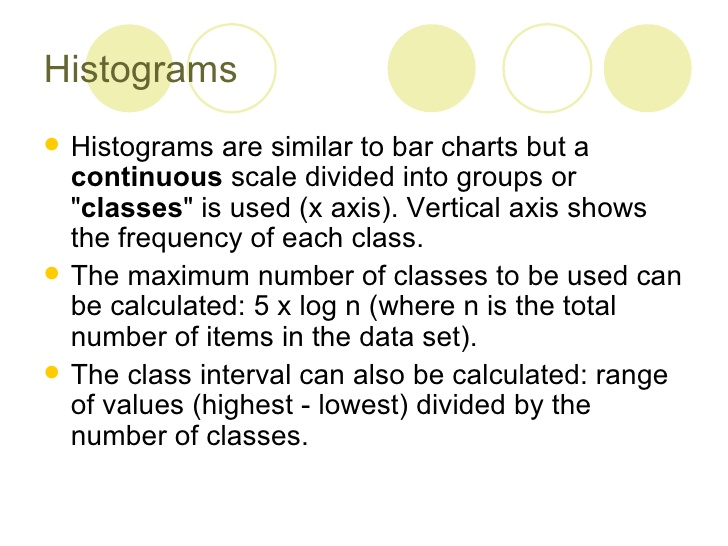 Histograms
Histograms are similar to bar charts but a
continuous scale divided into groups or
"classes" is used (x axis). Vertical axis shows
the frequency of each class.
The maximum number of classes to be used can
be calculated: 5 x log n (where n is the total
number of items in the data set).
The class interval can also be calculated: range
of values (highest - lowest) divided by the
number of classes.